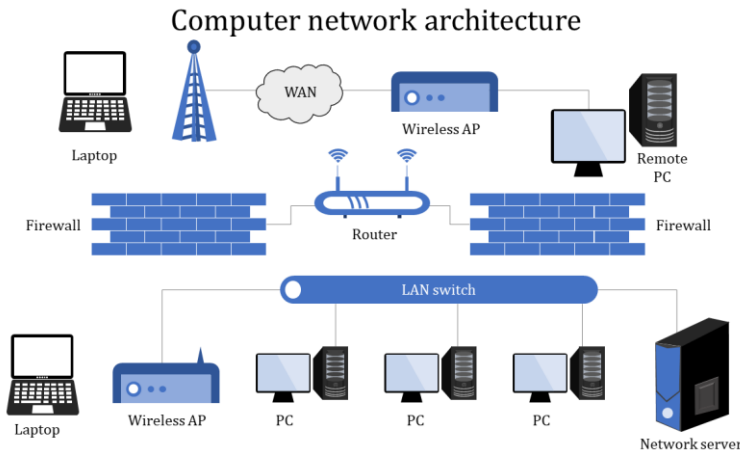 Computer network architecture
WAN
Laptop
Wireless AP
Remote
PC
Firewall
Router
Firewall
LAN switch
Laptop
Wireless AP
PC
PC
PC
Network server